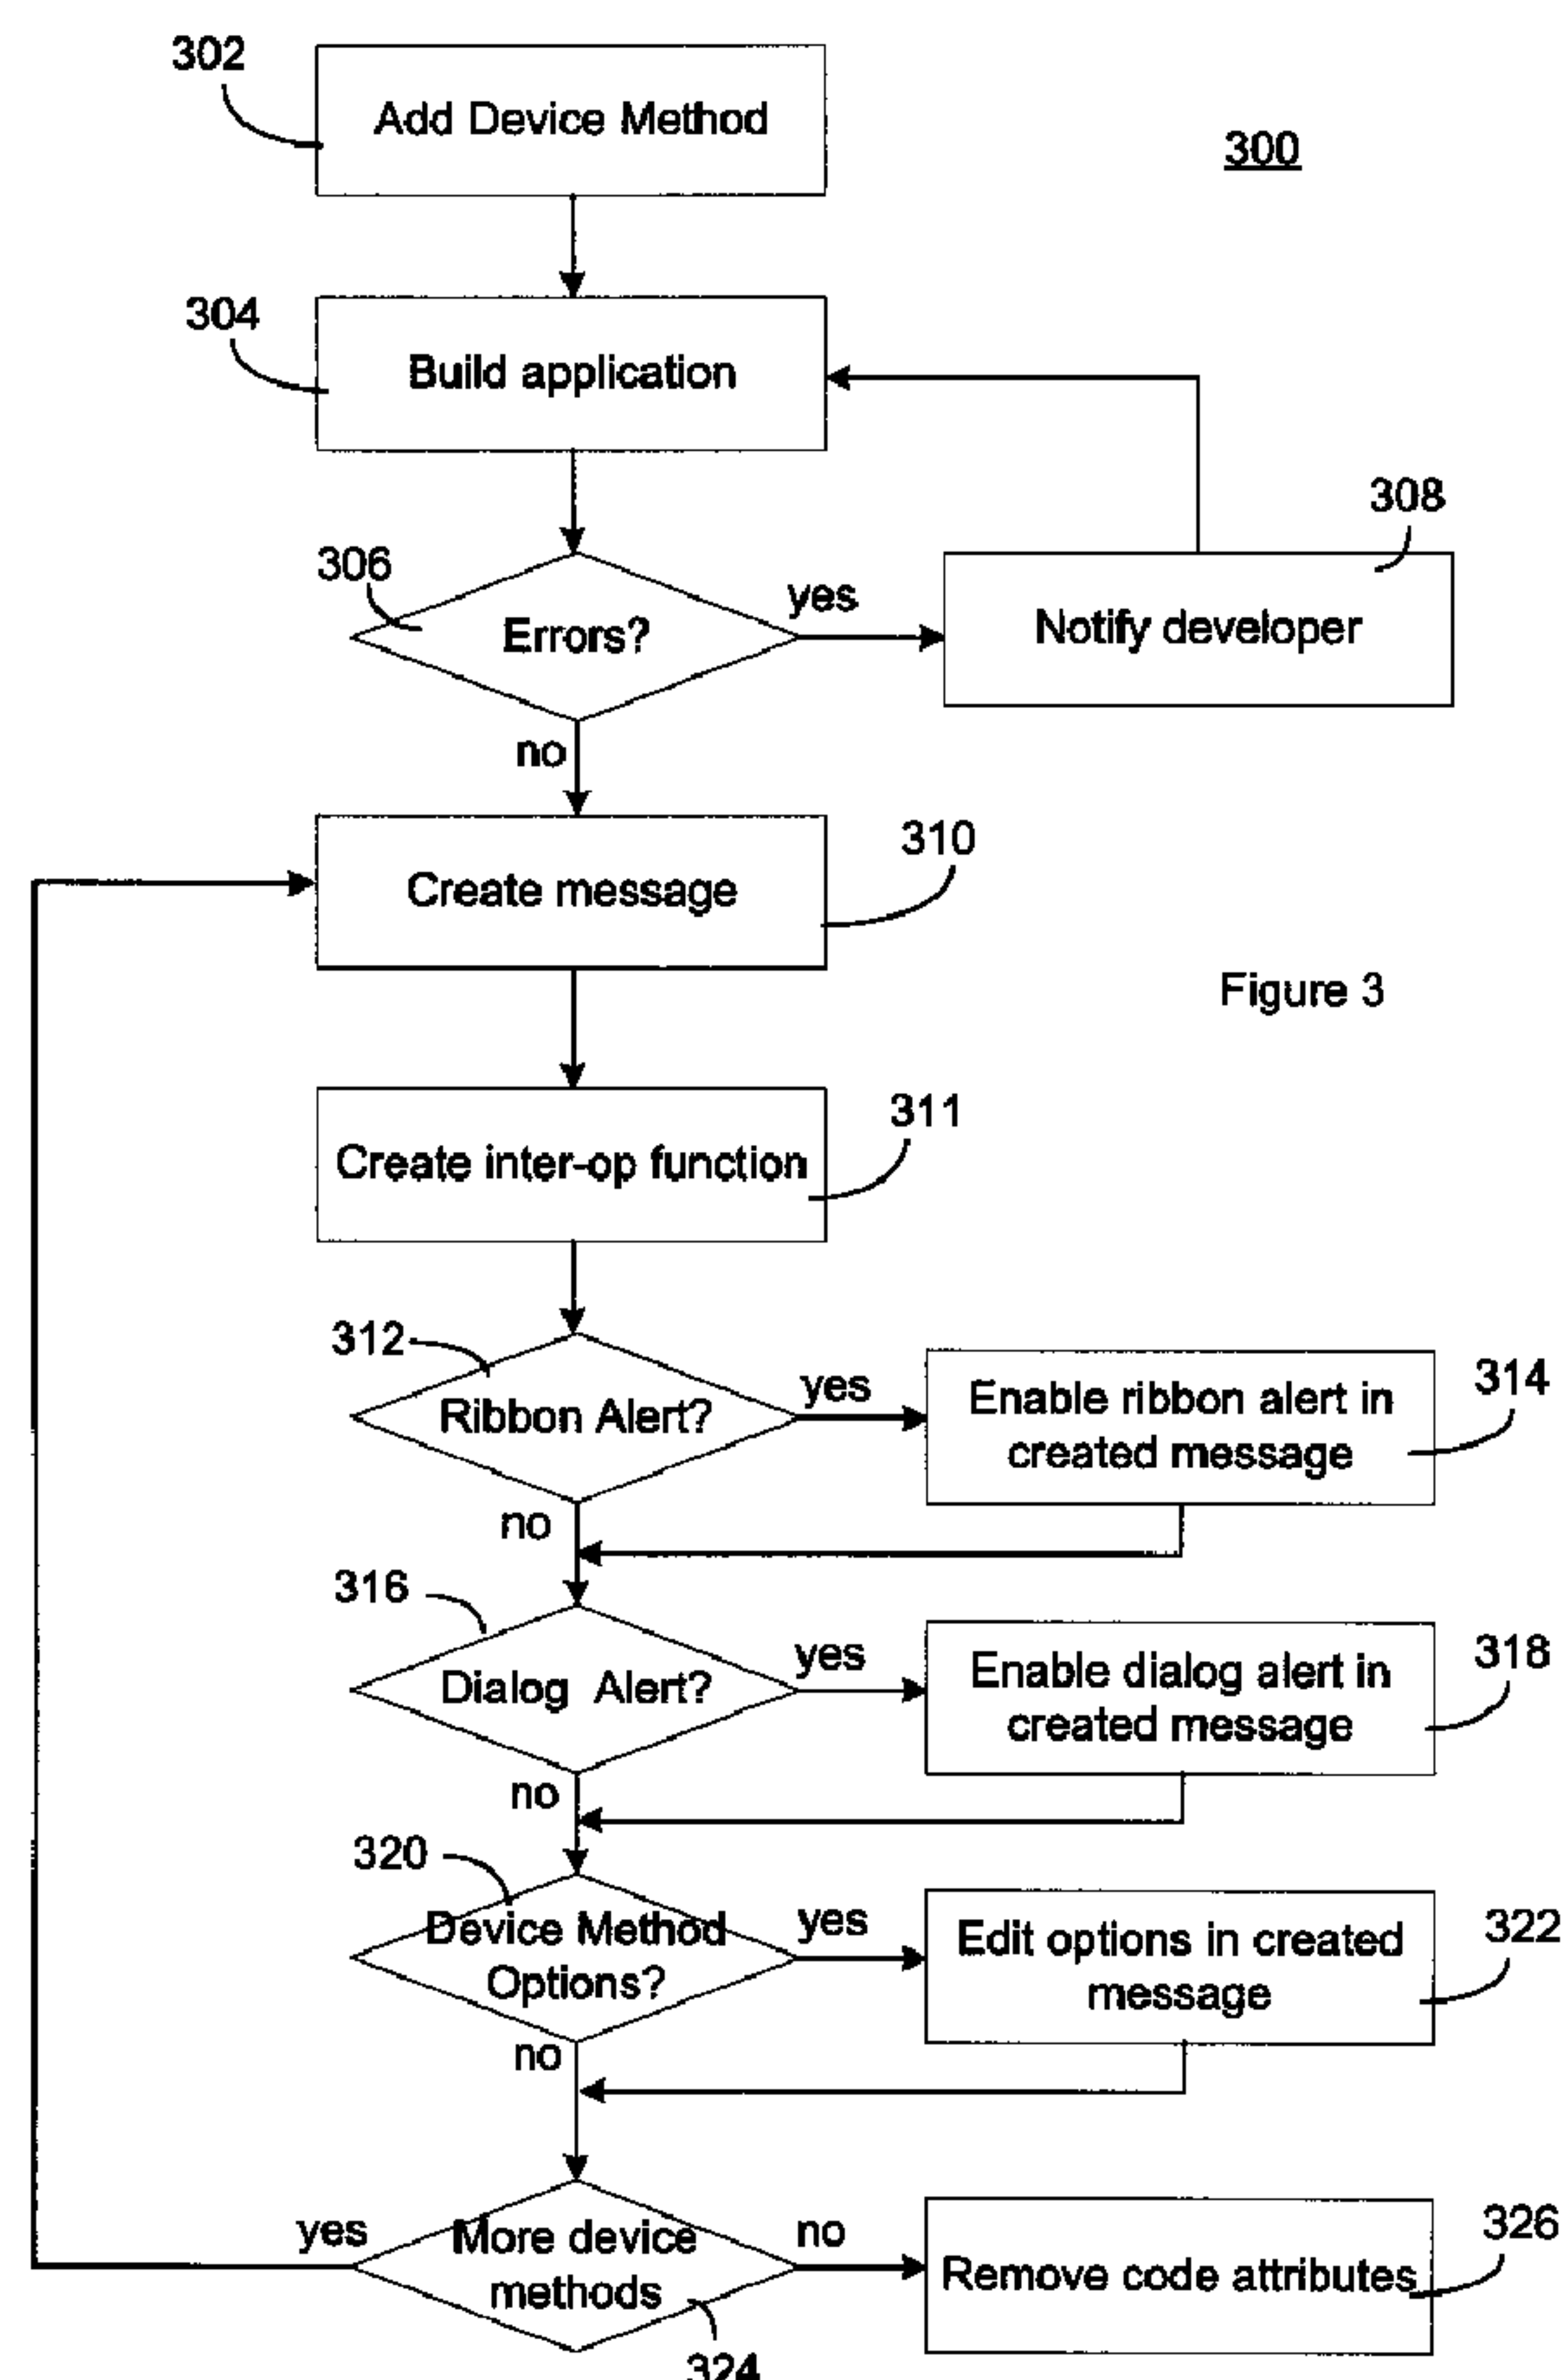 302
Add Device Method
300
304
Build application
308
306
Errors?
yes
Notify developer
no
310
Create message
Figure 3
311
Create inter-op function
312
Ribbon Alert?
yes
Enable ribbon alert in
created message
314
no
316
Dialog Alert?
yes
Enable dialog alert in
created message
318
no
320
Device Method
Options?
yes
Edit options in created
message
322
no
yes
More device
methods
no
Remove code attributes
326
324